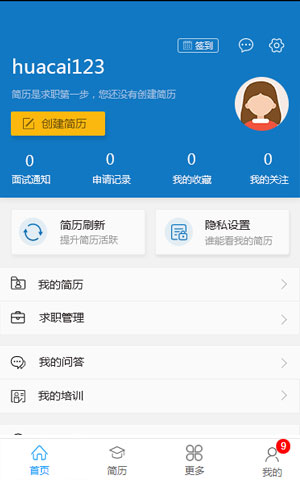 签到
huacai123
简历是求职第一步，您还没有创建简历
创建简历
0 0 0 0
面试通知 申请记录 我的收藏 我的关注
简历刷新 隐私设置
提升简历活跃 谁能看我的简历
我的简历
求职管理
我的问答
我的培训
9
首页 简历 更多 我的